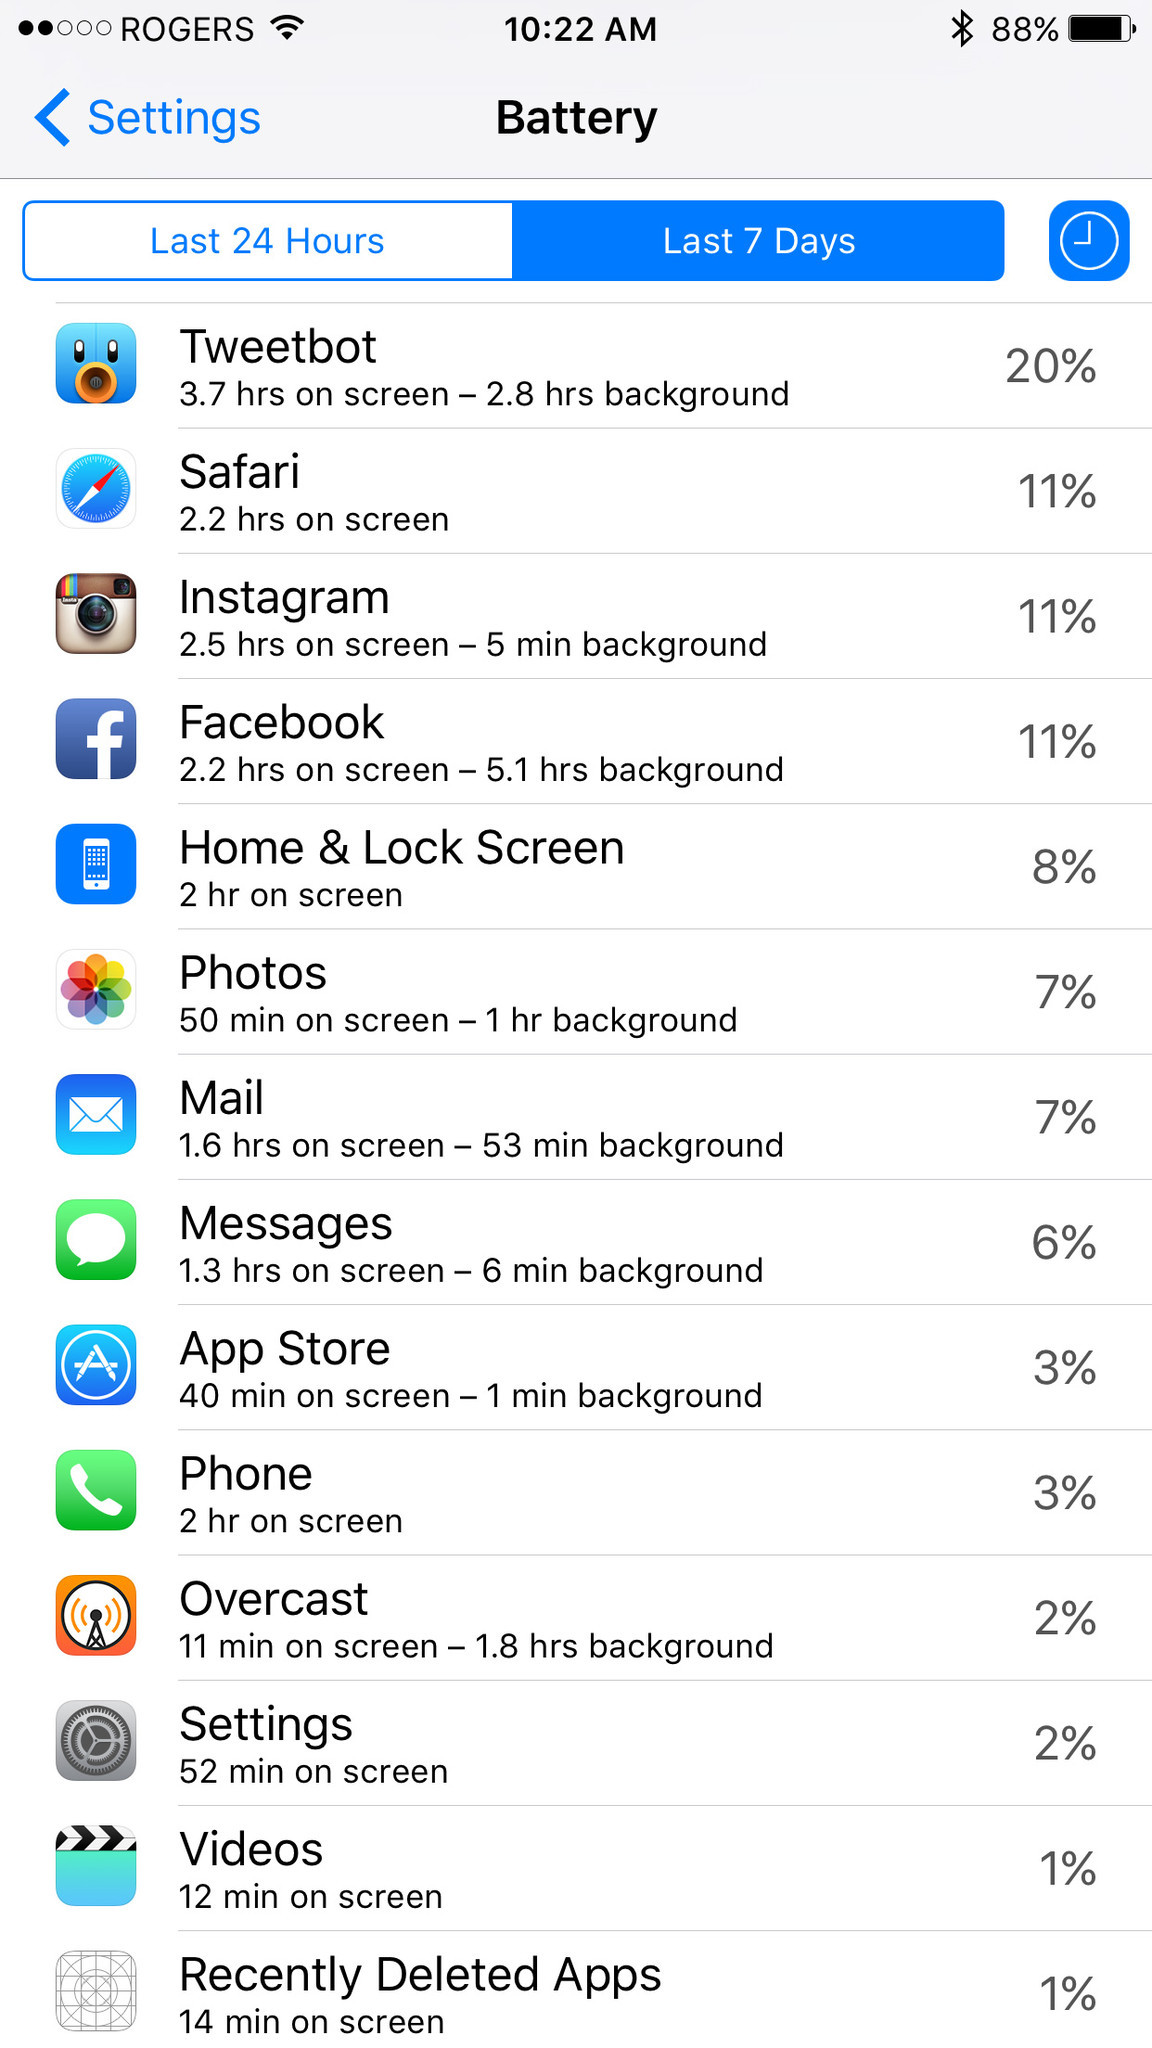 ROGERS 10:22 AM 88%
Settings Battery
Last 24 Hours Last 7 Days
Tweetbot 20%
3.7 hrs on screen – 2.8 hrs background
Safari 11%
2.2 hrs on screen
Instagram 11%
2.5 hrs on screen – 5 min background
Facebook 11%
2.2 hrs on screen – 5.1 hrs background
Home & Lock Screen 8%
2 hr on screen
Photos 7%
50 min on screen – 1 hr background
Mail 7%
1.6 hrs on screen – 53 min background
Messages 6%
1.3 hrs on screen – 6 min background
App Store 3%
40 min on screen – 1 min background
Phone 3%
2 hr on screen
Overcast 2%
11 min on screen – 1.8 hrs background
Settings 2%
52 min on screen
Videos 1%
12 min on screen
Recently Deleted Apps 1%
14 min on screen